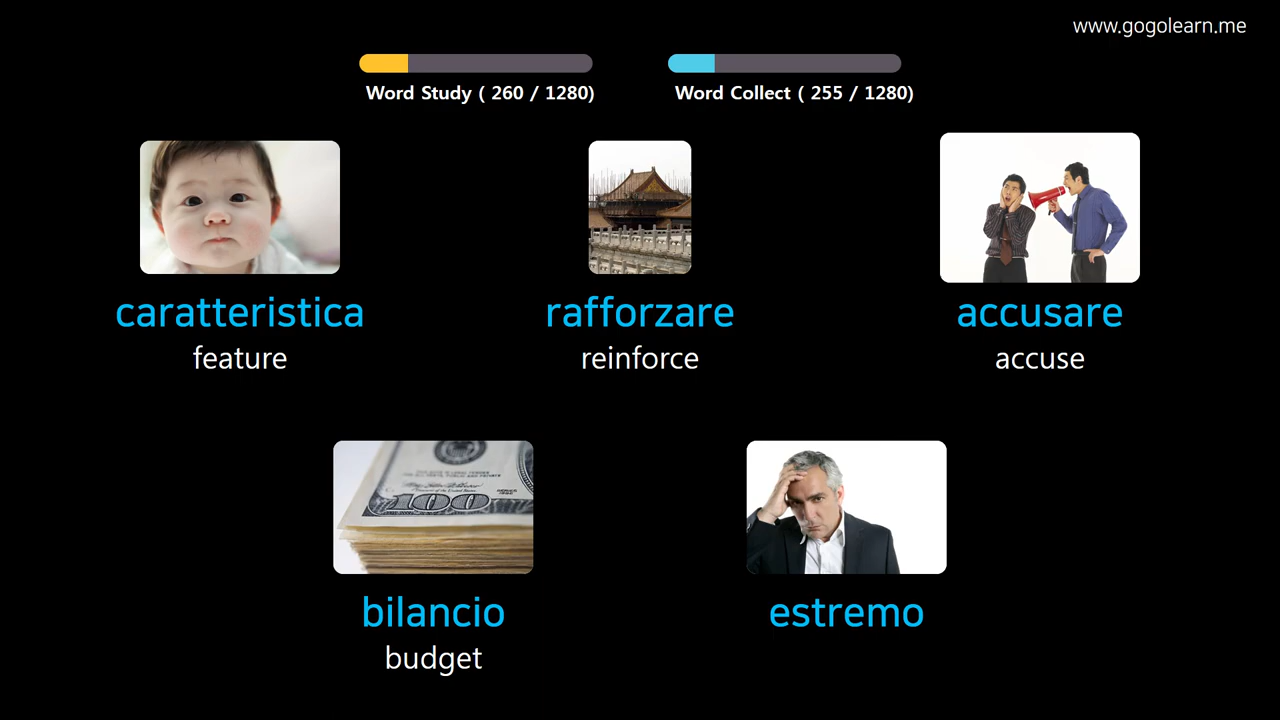 www.gogolearn.me
Word Study ( 260 / 1280)
Word Collect ( 255 / 1280)
caratteristica
feature
rafforzare
reinforce
accusare
accuse
100
bilancio
budget
estremo